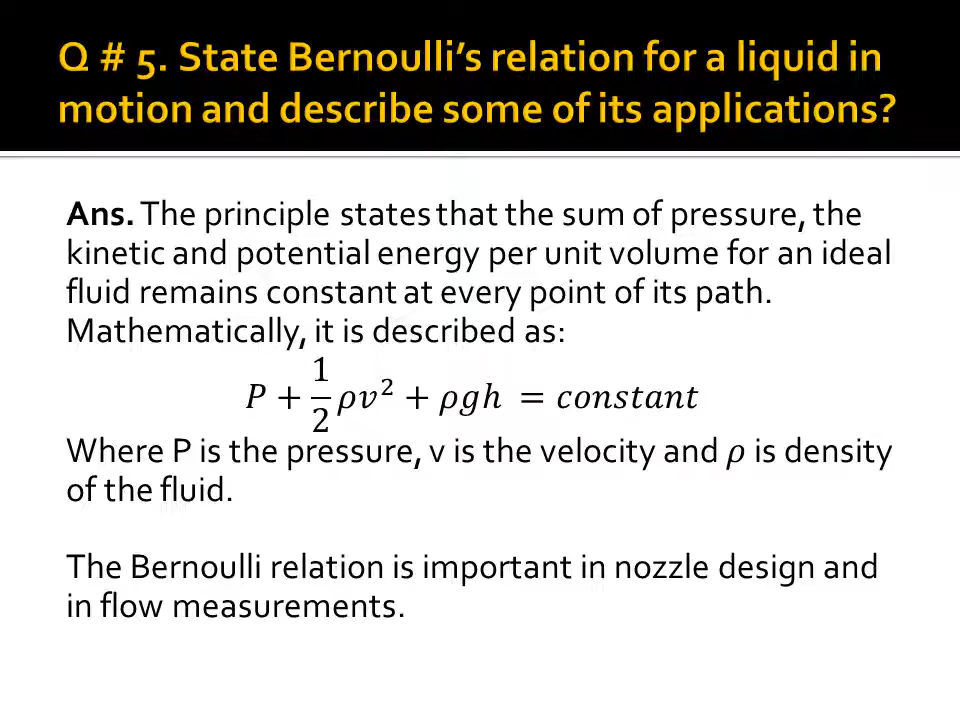 Q # 5. State Bernoulli’s relation for a liquid in
motion and describe some of its applications?
Ans. The principle states that the sum of pressure, the
kinetic and potential energy per unit volume for an ideal
fluid remains constant at every point of its path.
Mathematically, it is described as:
P + 1/2 ρv² + ρgh = constant
Where P is the pressure, v is the velocity and ρ is density
of the fluid.
The Bernoulli relation is important in nozzle design and
in flow measurements.